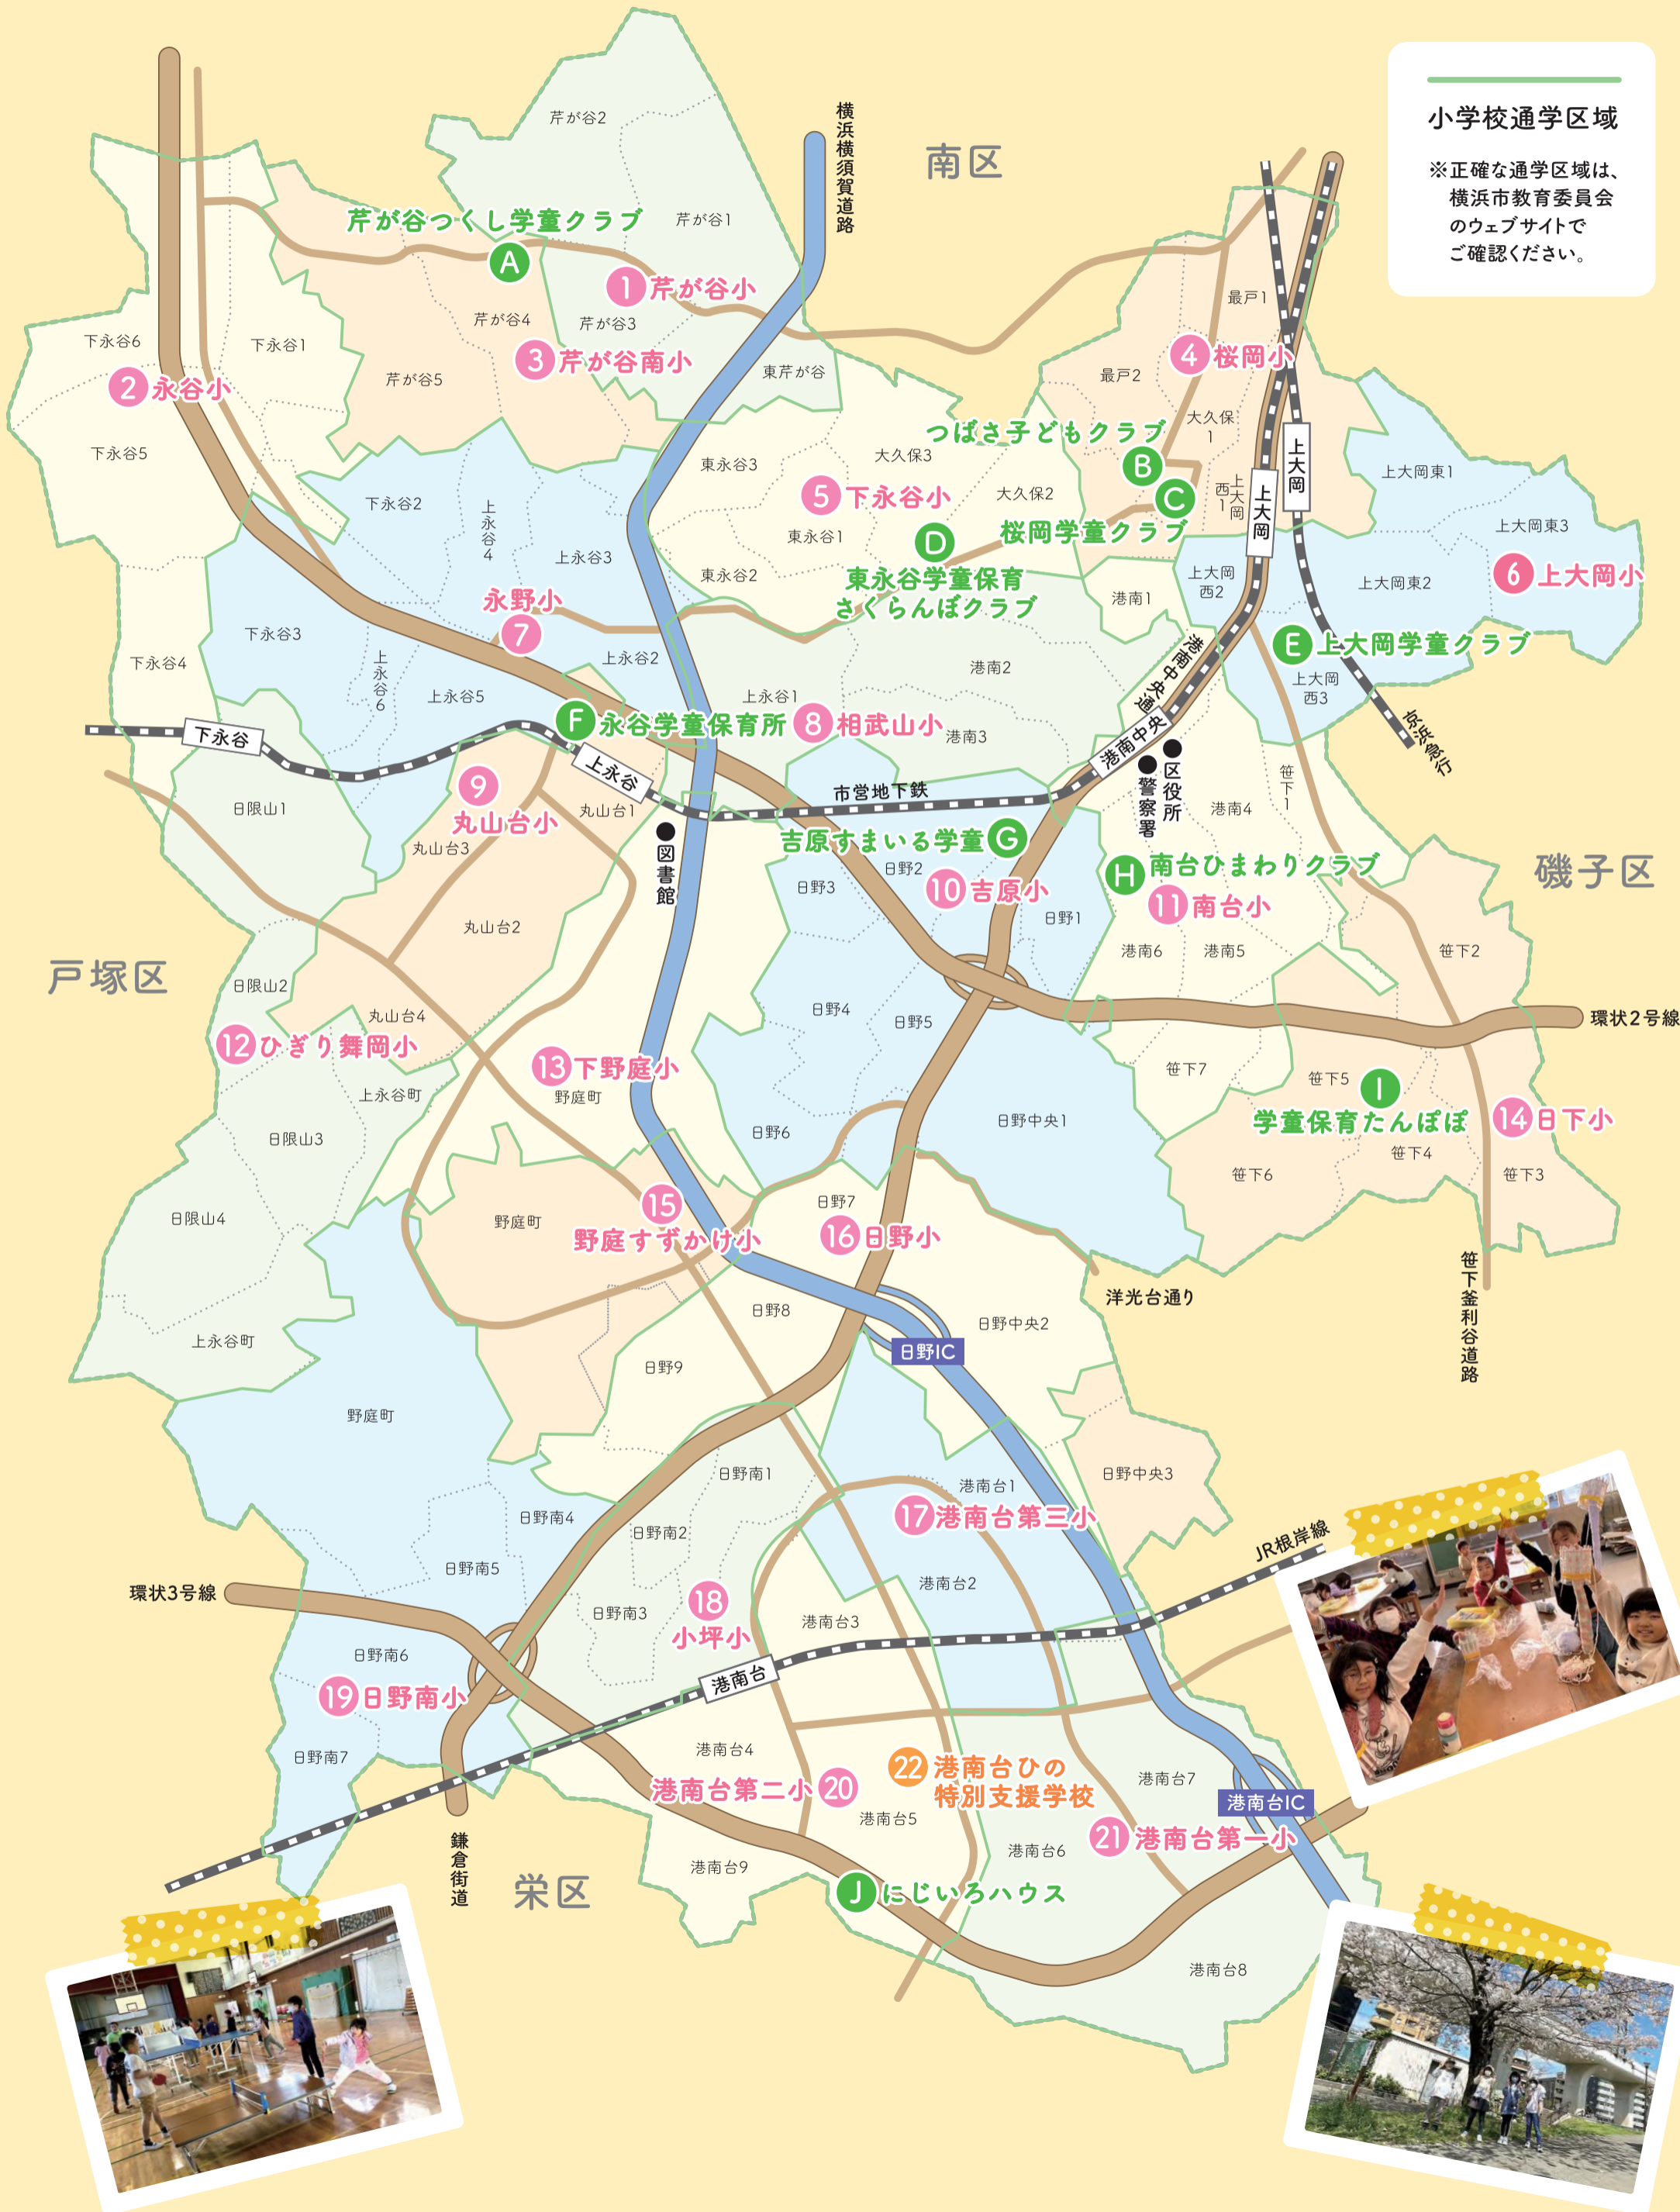 小学校通学区域
※正確な通学区域は、
横浜市教育委員会
のウェブサイトで
ご確認ください。
横浜横須賀道路
南区
芹が谷2
芹が谷1
芹が谷つくし学童クラブ
A
1 芹が谷小
芹が谷4
芹が谷3
3 芹が谷南小
芹が谷5
東芹が谷
下永谷6
下永谷1
2 永谷小
下永谷5
最戸1
4 桜岡小
最戸2
大久保
1
つばさ子どもクラブ
B
C
桜岡学童クラブ
上大岡
西1
上大岡
上大岡
大久保3
東永谷3
5 下永谷小
大久保2
東永谷1
D
東永谷学童保育
さくらんぼクラブ
東永谷2
上大岡東1
上大岡東3
6 上大岡小
上大岡東2
上大岡
西2
港南1
E 上大岡学童クラブ
上大岡
西3
京浜急行
下永谷2
上永谷4
上永谷3
永野小
7
下永谷3
下永谷4
上永谷6
上永谷5
上永谷2
上永谷1
港南2
港南中央通
F 永谷学童保育所
8 相武山小
港南3
港南中央
下永谷
上永谷
市営地下鉄
区役所
警察署
笹下1
港南4
9
丸山台小
丸山台1
日限山1
丸山台3
図書館
吉原すまいる学童 G
日野3
日野2
10 吉原小
日野1
H 南台ひまわりクラブ
11 南台小
磯子区
丸山台2
港南6
港南5
笹下2
戸塚区
日限山2
丸山台4
12 ひぎり舞岡小
日野4
日野5
環状2号線
13 下野庭小
野庭町
上永谷町
日限山3
笹下7
笹下5
I
学童保育たんぽぽ
14 日下小
日野6
日野中央1
笹下4
笹下6
笹下3
日限山4
野庭町
15
野庭すずかけ小
日野7
16 日野小
洋光台通り
笹下釜利谷道路
日野8
日野中央2
上永谷町
日野IC
日野9
野庭町
日野南1
日野中央3
港南台1
17 港南台第三小
日野南4
日野南2
JR根岸線
日野南5
環状3号線
港南台2
日野南3
18
小坪小
港南台3
日野南6
19 日野南小
港南台
日野南7
港南台4
22 港南台ひの
特別支援学校
港南台7
港南台第二小 20
港南台IC
港南台5
21 港南台第一小
港南台6
鎌倉街道
港南台9
栄区
J にじいろハウス
港南台8